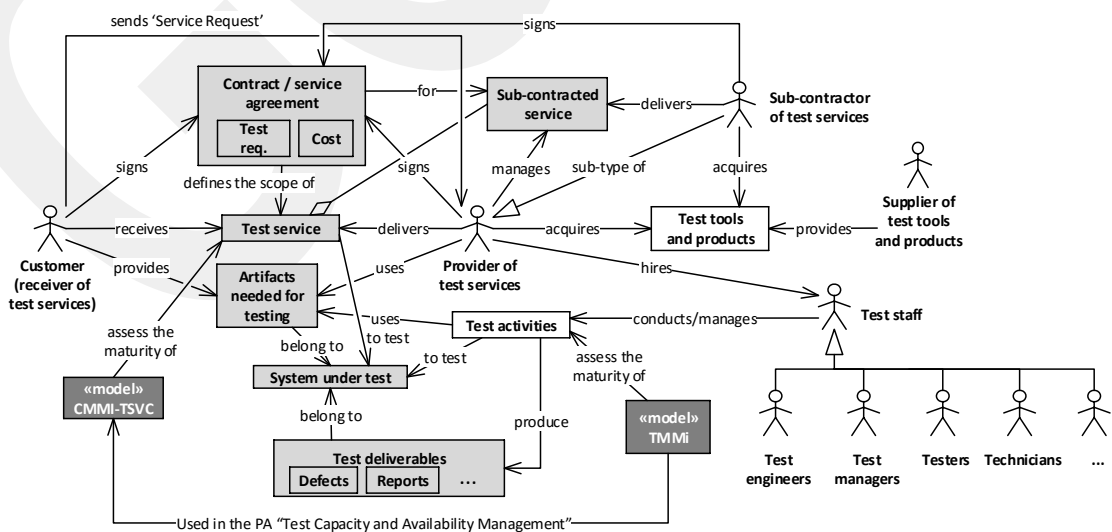 sends ‘Service Request’
signs
Contract / service
agreement
Test
req.
Cost
for
Sub-contracted
service
delivers
Sub-contractor
of test services
signs
signs
manages
sub-type of
acquires
defines the scope of
Supplier of
test tools
and products
receives
Test service
delivers
acquires
Test tools
and products
provides
Customer
(receiver of
test services)
provides
uses
Provider of
test services
hires
Artifacts
needed for
testing
uses
Test activities
conducts/manages
Test staff
assess the
maturity of
belong to
to test
to test
assess the
maturity of
System under test
«model»
CMMI-TSVC
belong to
produce
«model»
TMMi
Test deliverables
Defects
Reports
...
Test
engineers
Test
managers
Testers
Technicians
...
Used in the PA “Test Capacity and Availability Management”